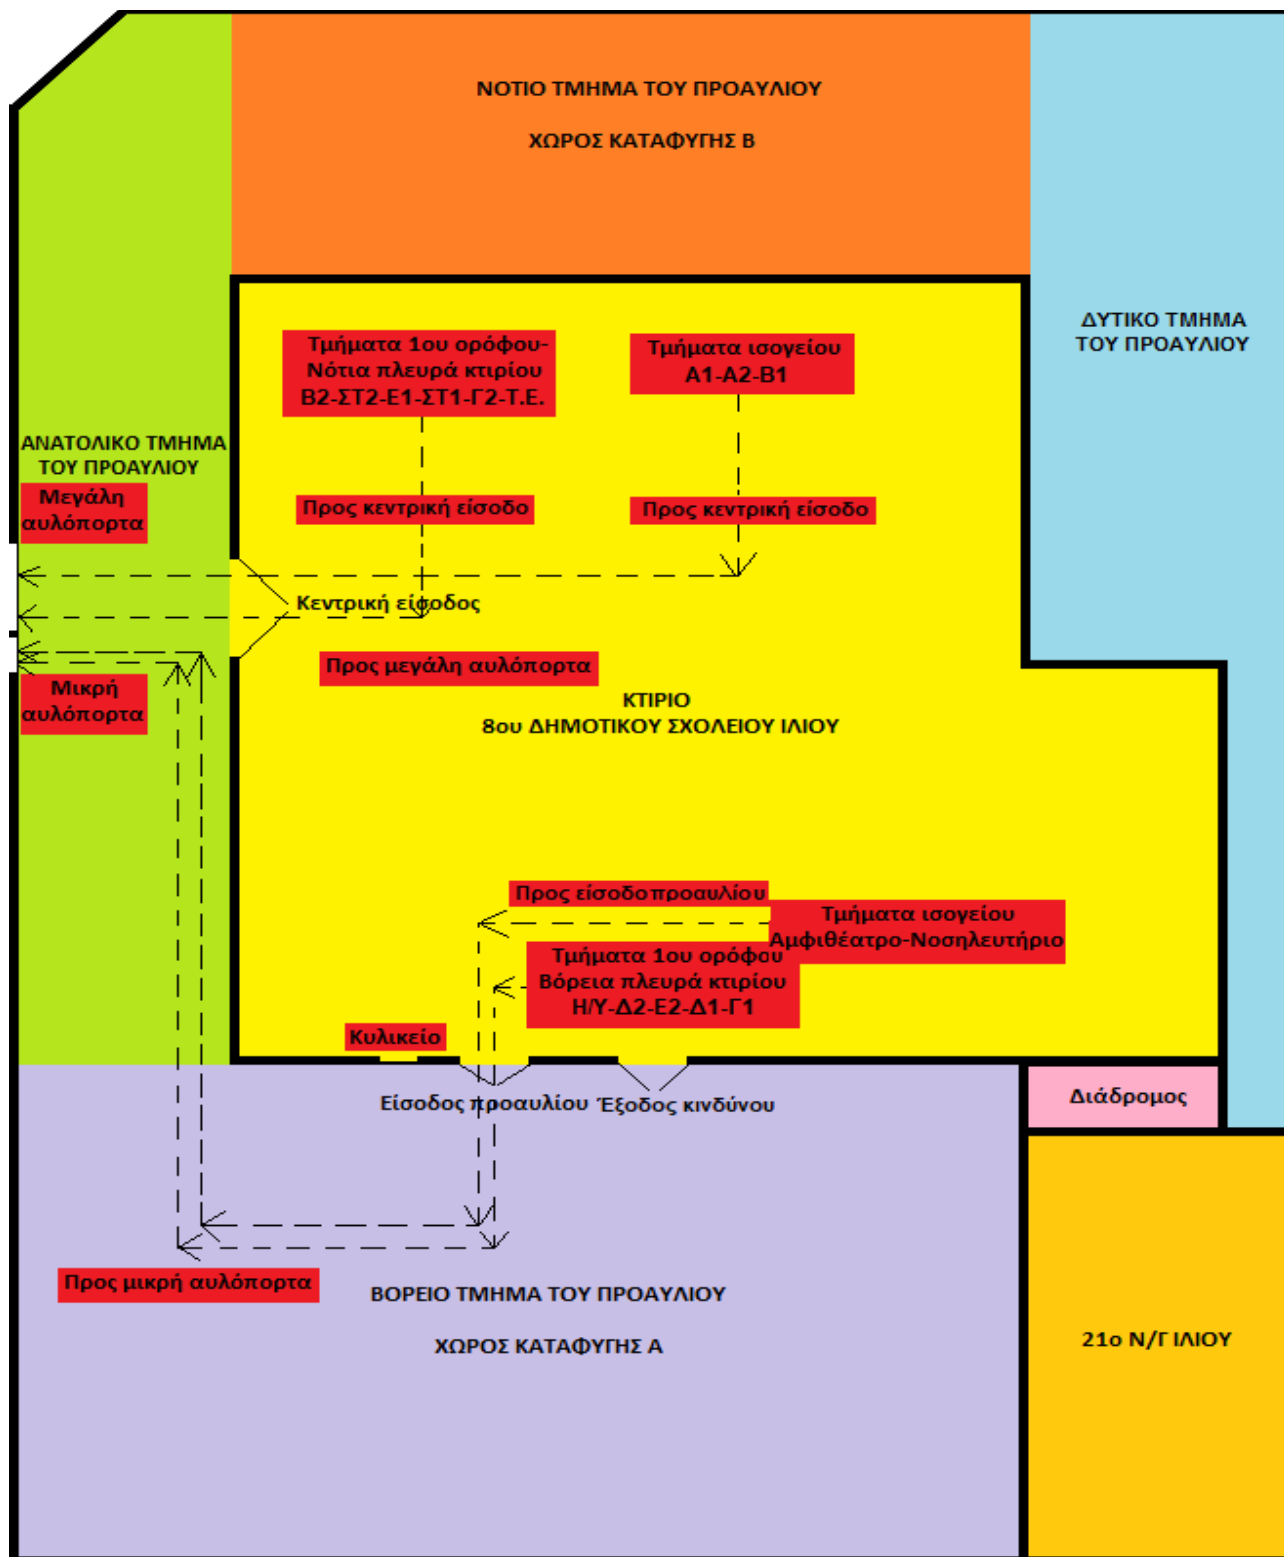 ΝΟΤΙΟ ΤΜΗΜΑ ΤΟΥ ΠΡΟΑΥΛΙΟΥ
ΧΩΡΟΣ ΚΑΤΑΦΥΓΗΣ Β
ΔΥΤΙΚΟ ΤΜΗΜΑ
ΤΟΥ ΠΡΟΑΥΛΙΟΥ
Τμήματα 1ου ορόφου-
Νότια πλευρά κτιρίου
Β2-ΣΤ2-Ε1-ΣΤ1-Γ2-Τ.Ε.
Τμήματα ισογείου
Α1-Α2-Β1
ΑΝΑΤΟΛΙΚΟ ΤΜΗΜΑ
ΤΟΥ ΠΡΟΑΥΛΙΟΥ
Μεγάλη
αυλόπορτα
Προς κεντρική είσοδο
Προς κεντρική είσοδο
Κεντρική είσοδος
Προς μεγάλη αυλόπορτα
Μικρή
αυλόπορτα
ΚΤΙΡΙΟ
8ου ΔΗΜΟΤΙΚΟΥ ΣΧΟΛΕΙΟΥ ΙΛΙΟΥ
Προς είσοδο προαυλίου
Τμήματα ισογείου
Αμφιθέατρο-Νοσηλευτήριο
Τμήματα 1ου ορόφου
Βόρεια πλευρά κτιρίου
Η/Υ-Δ2-Ε2-Δ1-Γ1
Κυλικείο
Είσοδος προαυλίου
Έξοδος κινδύνου
Διάδρομος
Προς μικρή αυλόπορτα
ΒΟΡΕΙΟ ΤΜΗΜΑ ΤΟΥ ΠΡΟΑΥΛΙΟΥ
ΧΩΡΟΣ ΚΑΤΑΦΥΓΗΣ Α
21ο Ν/Γ ΙΛΙΟΥ